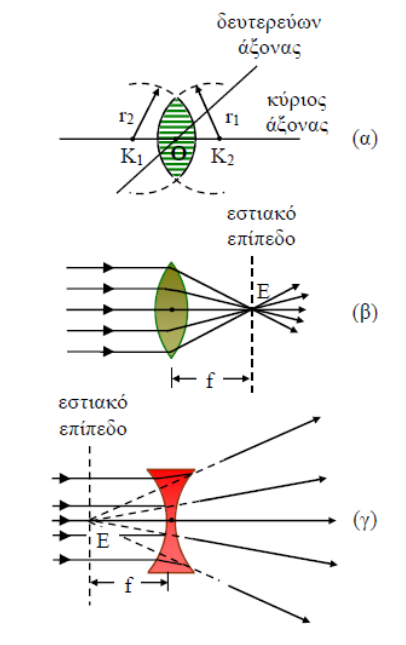 δευτερεύων
άξονας
κύριος
άξονας
r₂
r₁
K₁
O
K₂
(α)
εστιακό
επίπεδο
E
(β)
f
εστιακό
επίπεδο
(γ)
E
f